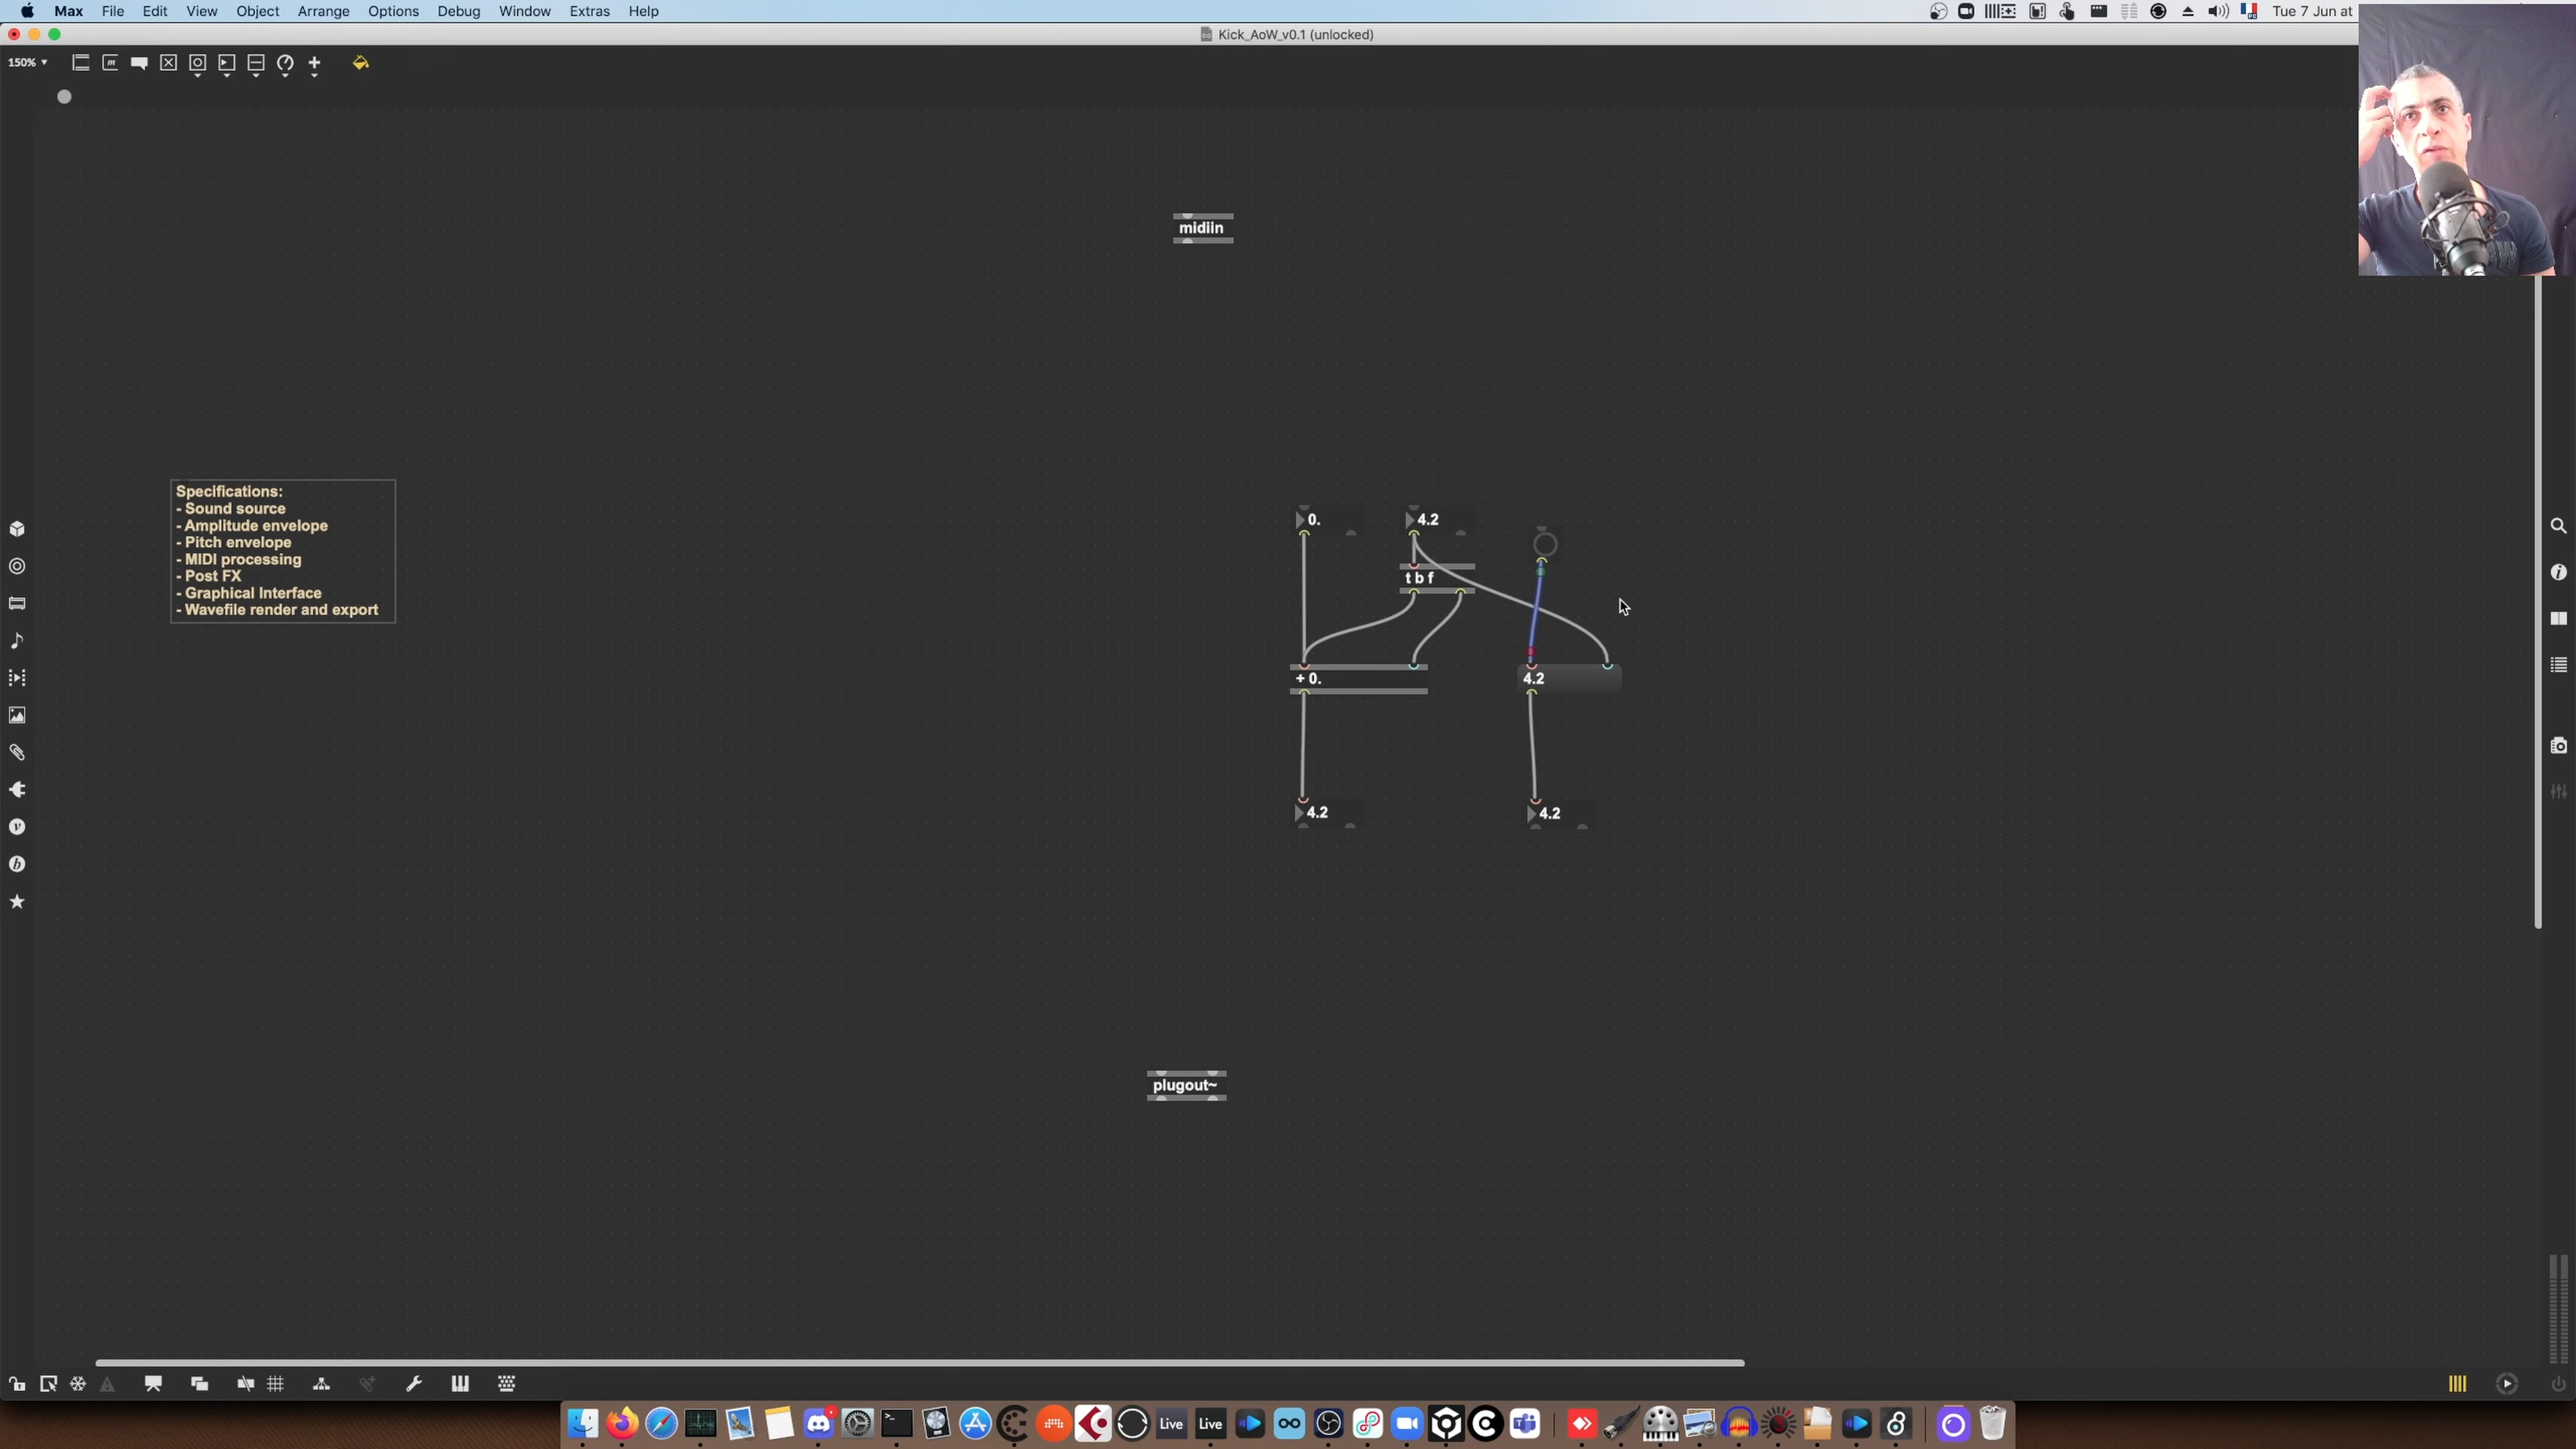 Max File Edit View Object Arrange Options Debug Window Extras Help
Tue 7 Jun at
Kick_AoW_v0.1 (unlocked)
150%
midiin
Specifications:
- Sound source
- Amplitude envelope
- Pitch envelope
- MIDI processing
- Post FX
- Graphical Interface
- Wavefile render and export
0.
4.2
t b f
+ 0.
4.2
4.2
4.2
plugout~
Live
Live